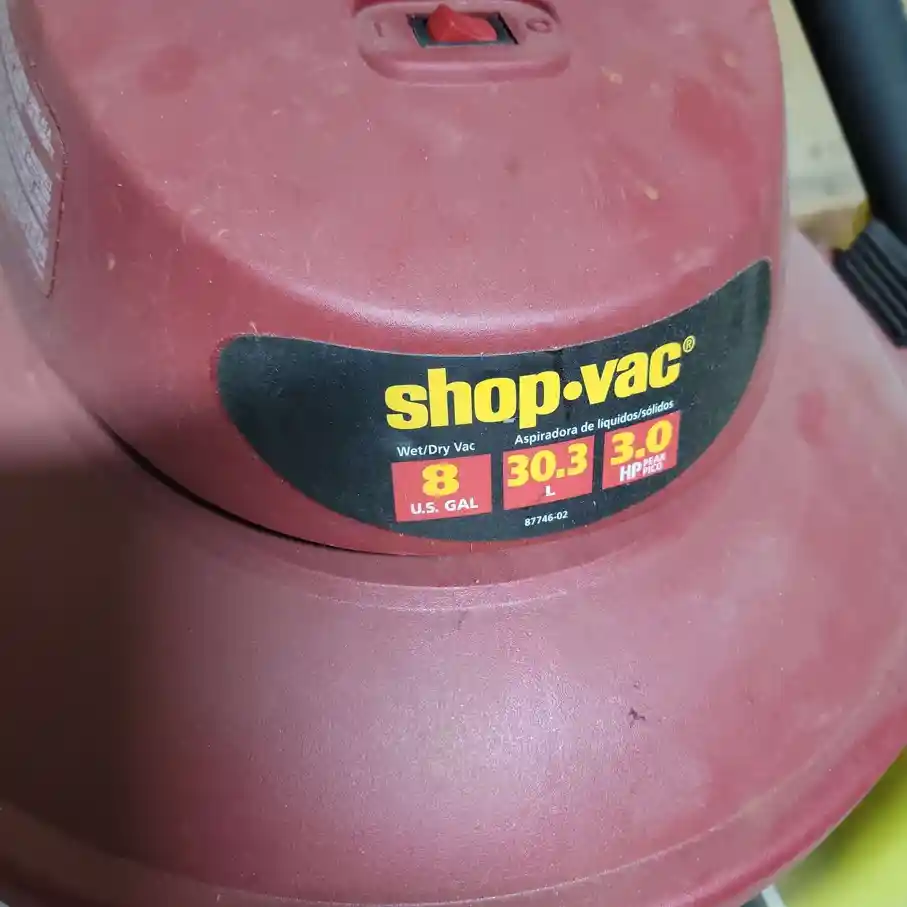 shop·vac®
Wet/Dry Vac
Aspiradora de líquidos/sólidos
8
U.S. GAL
30.3
L
3.0
HP PEAK PICO
87746-02